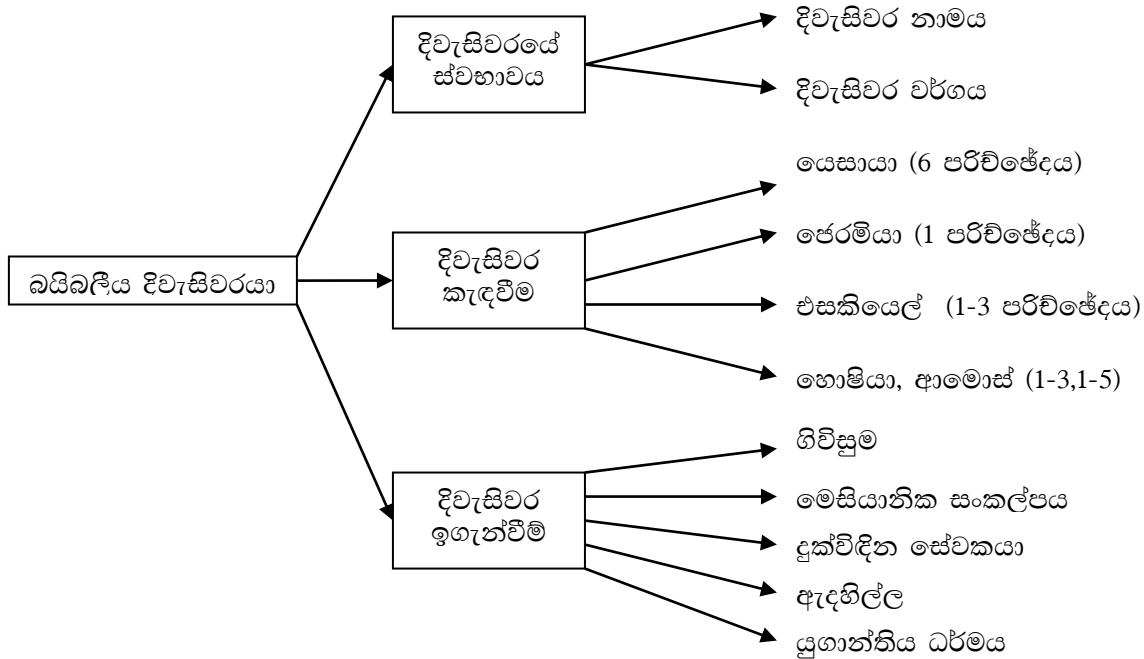 බයිබලීය දිවැසිවරයා
දිවැසිවරයේ
ස්වභාවය
දිවැසිවර නාමය
දිවැසිවර වර්ගය
දිවැසිවර
කැඳවීම
යෙසායා (6 පරිච්ඡේදය)
ජෙරමියා (1 පරිච්ඡේදය)
එසකියෙල් (1-3 පරිච්ඡේදය)
හොෂියා, ආමොස් (1-3,1-5)
දිවැසිවර
ඉගැන්වීම්
ගිවිසුම
මෙසියානික සංකල්පය
දුක්විඳින සේවකයා
ඇදහිල්ල
යුගාන්තිය ධර්මය